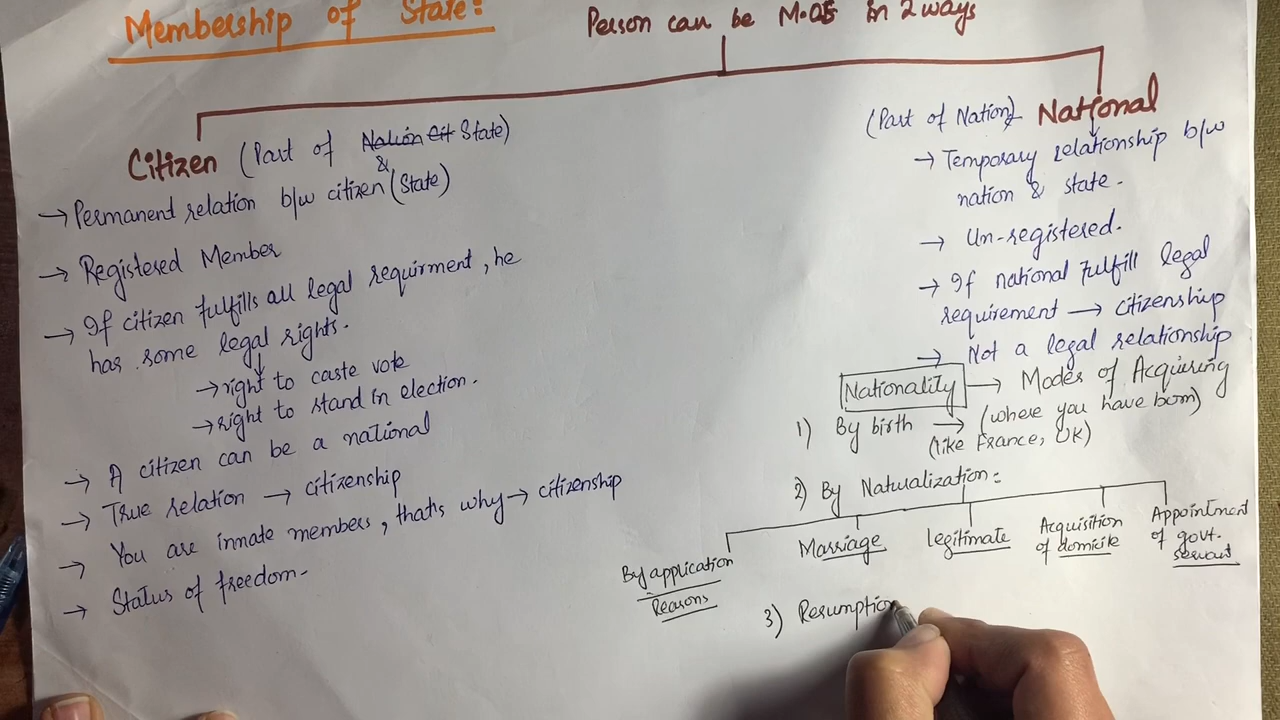 Membership of State:
Person can be M.OF in 2 ways
Citizen (Part of Nation Cit State)
&
→ Permanent relation b/w citizen (State)
→ Registered Member
→ If citizen fulfills all legal requirment, he
has some legal rights.
→ right to caste vote
→ right to stand in election.
→ A citizen can be a national
→ True relation → citizenship
→ You are inmate members, that's why → citizenship
→ Status of freedom.
(Part of Nation) National
→ Temporary relationship b/w
nation & state.
→ Un-registered.
→ If national fulfill legal
requirement → citizenship
→ Not a legal relationship
Nationality → Modes of Acquiring
1) By birth → (where you have born)
(like France, UK)
2) By Naturalization:
By application
Reasons
Marriage
legitimate
Acquisition
of domicile
Appointment
of govt.
servant
3) Resumption